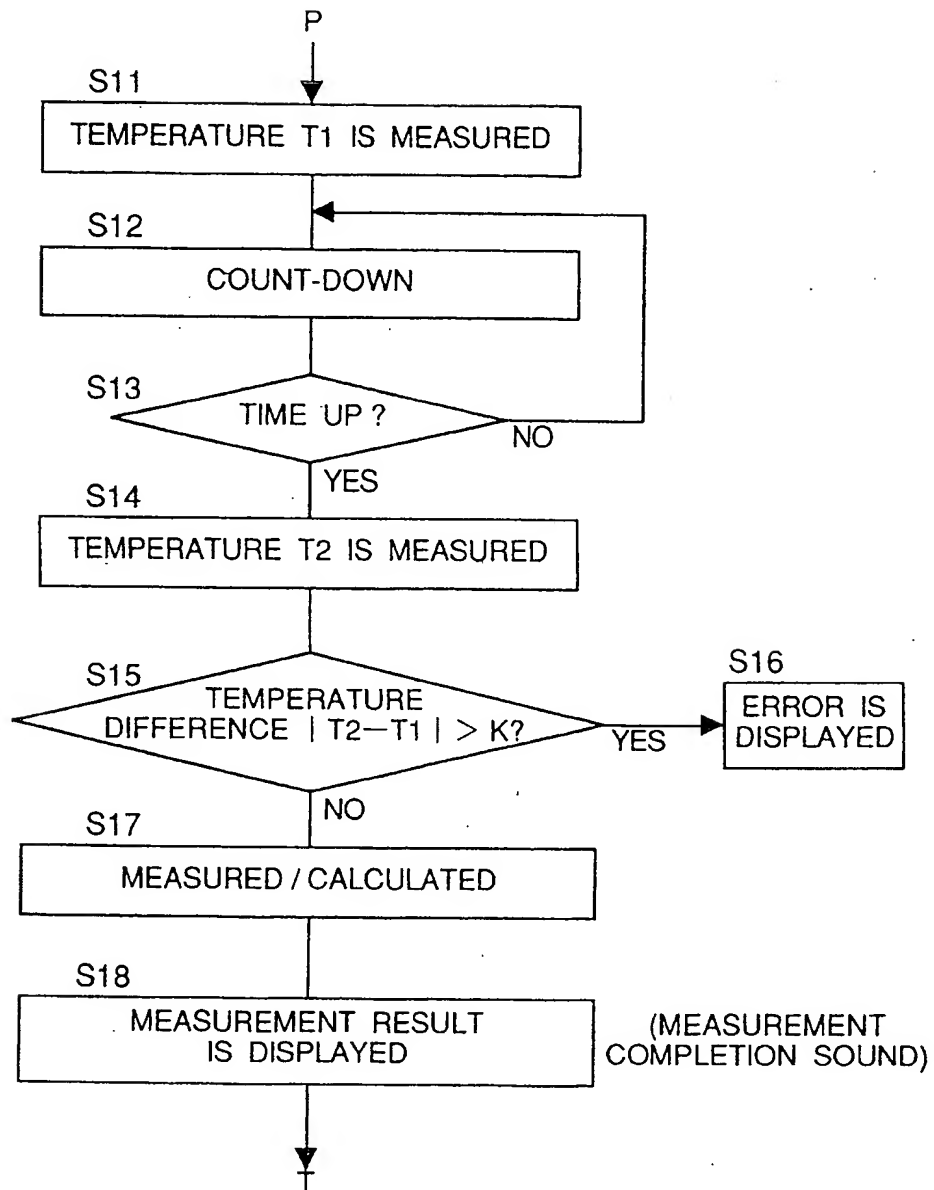 P
S11
TEMPERATURE T1 IS MEASURED
S12
COUNT-DOWN
S13
TIME UP ?
NO
YES
S14
TEMPERATURE T2 IS MEASURED
S15
TEMPERATURE
DIFFERENCE | T2−T1 | > K?
YES
S16
ERROR IS
DISPLAYED
NO
S17
MEASURED / CALCULATED
S18
MEASUREMENT RESULT
IS DISPLAYED
(MEASUREMENT
COMPLETION SOUND)